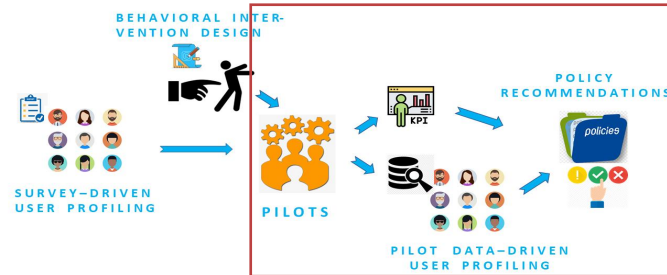 BEHAVIORAL INTER-
VENTION DESIGN
SURVEY–DRIVEN
USER PROFILING
PILOTS
KPI
PILOT DATA–DRIVEN
USER PROFILING
POLICY
RECOMMENDATIONS
policies